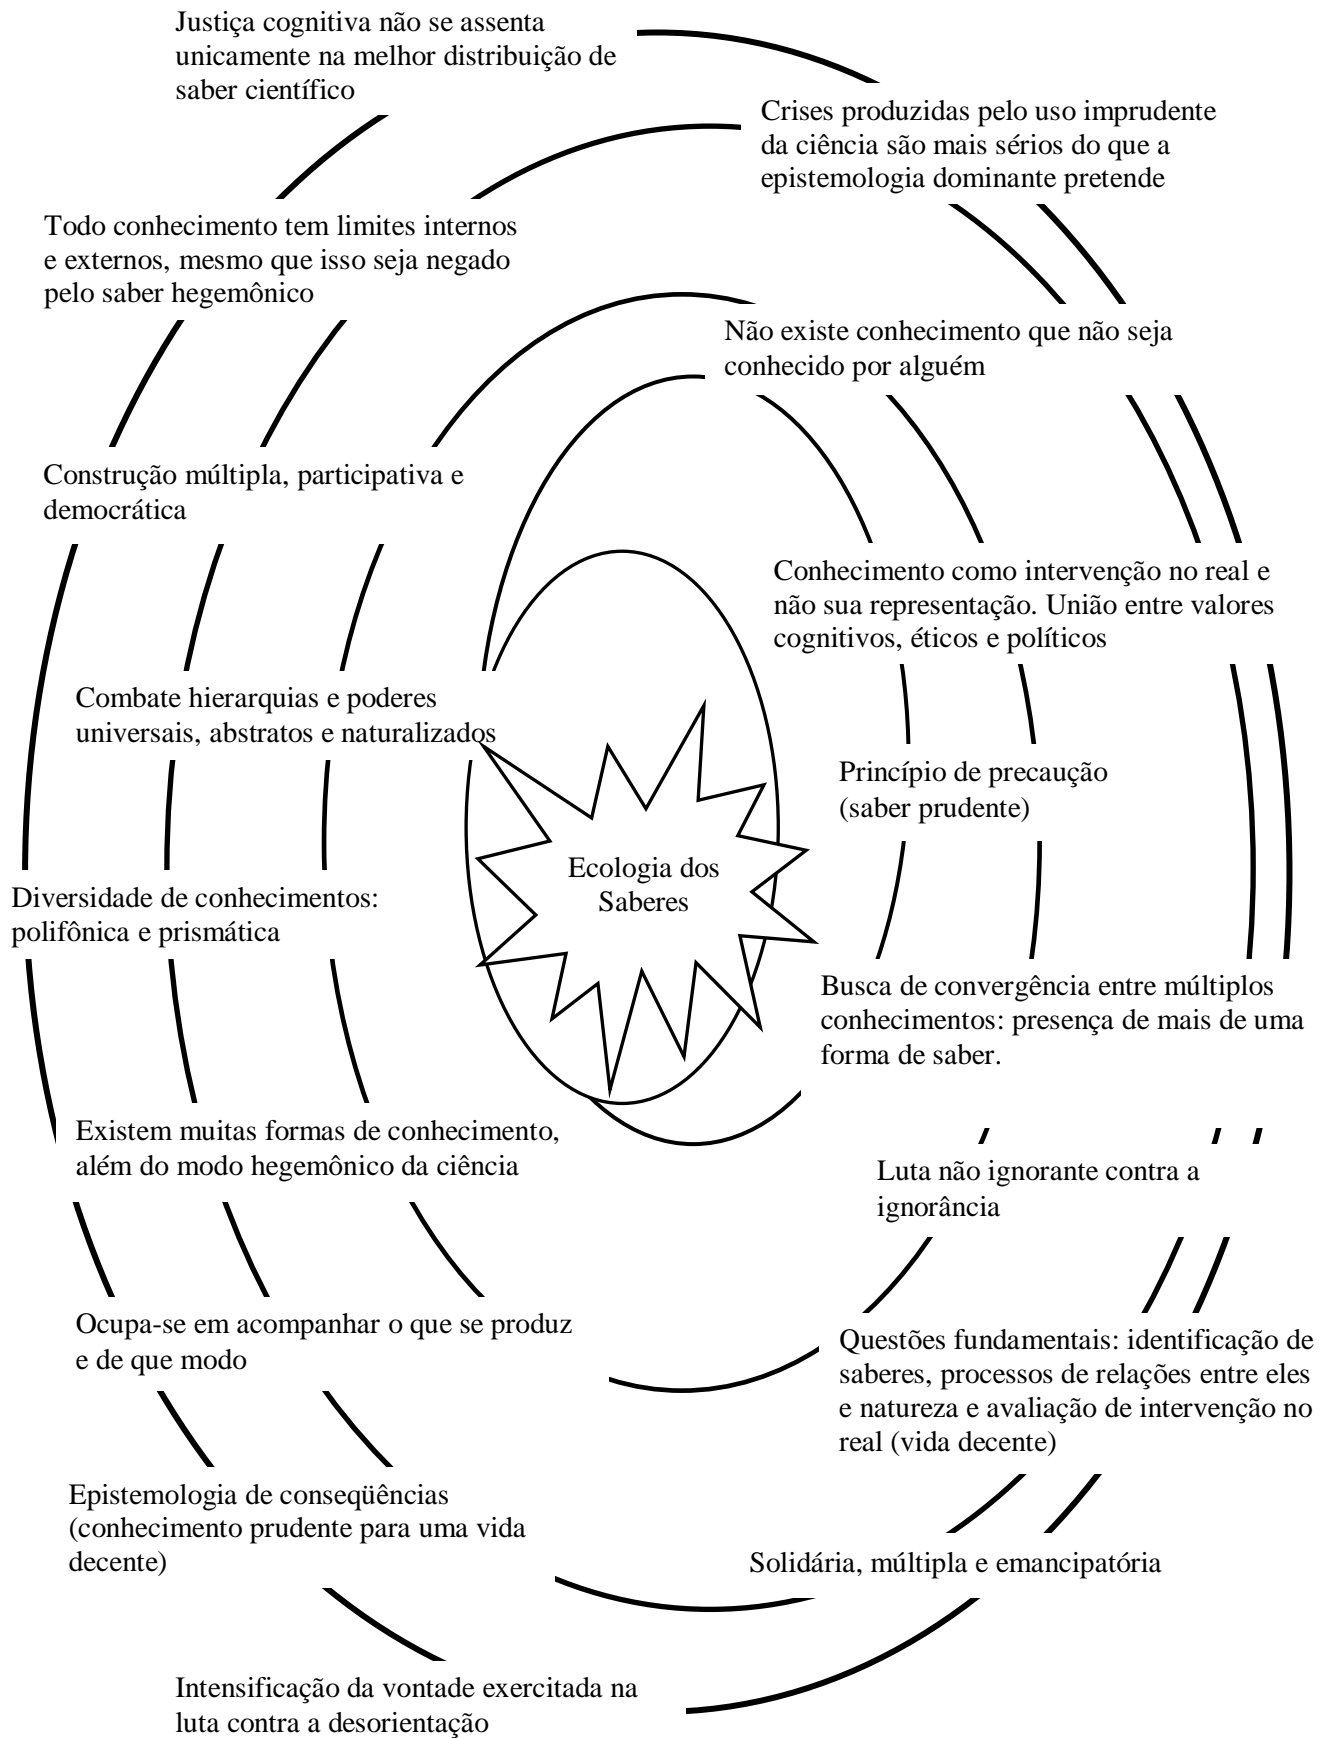 Justiça cognitiva não se assenta
unicamente na melhor distribuição de
saber científico
Crises produzidas pelo uso imprudente
da ciência são mais sérios do que a
epistemologia dominante pretende
Todo conhecimento tem limites internos
e externos, mesmo que isso seja negado
pelo saber hegemônico
Não existe conhecimento que não seja
conhecido por alguém
Construção múltipla, participativa e
democrática
Conhecimento como intervenção no real e
não sua representação. União entre valores
cognitivos, éticos e políticos
Combate hierarquias e poderes
universais, abstratos e naturalizados
Princípio de precaução
(saber prudente)
Ecologia dos
Saberes
Diversidade de conhecimentos:
polifônica e prismática
Busca de convergência entre múltiplos
conhecimentos: presença de mais de uma
forma de saber.
Existem muitas formas de conhecimento,
além do modo hegemônico da ciência
Luta não ignorante contra a
ignorância
Ocupa-se em acompanhar o que se produz
e de que modo
Questões fundamentais: identificação de
saberes, processos de relações entre eles
e natureza e avaliação de intervenção no
real (vida decente)
Epistemologia de conseqüências
(conhecimento prudente para uma vida
decente)
Solidária, múltipla e emancipatória
Intensificação da vontade exercitada na
luta contra a desorientação